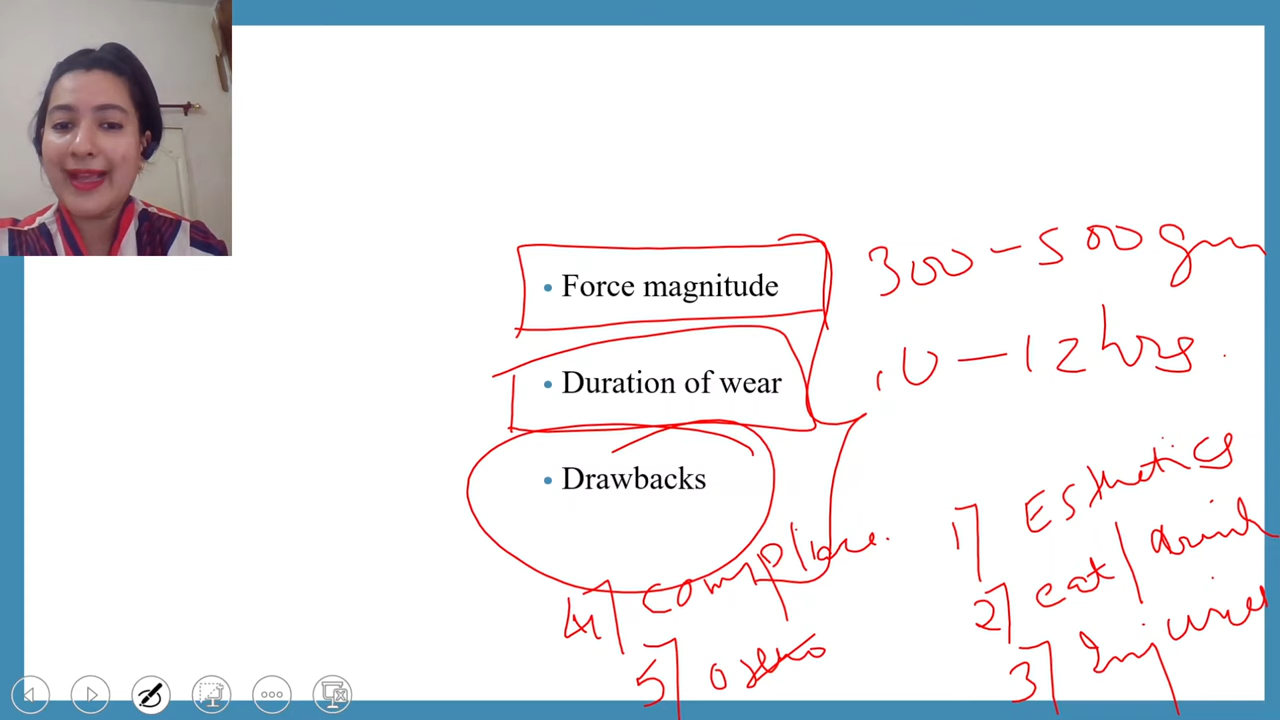 • Force magnitude
300-500 gm
• Duration of wear
10-12 hrs.
• Drawbacks
1] Esthetics
2] eat/drink
3] Injuries
4]
5]